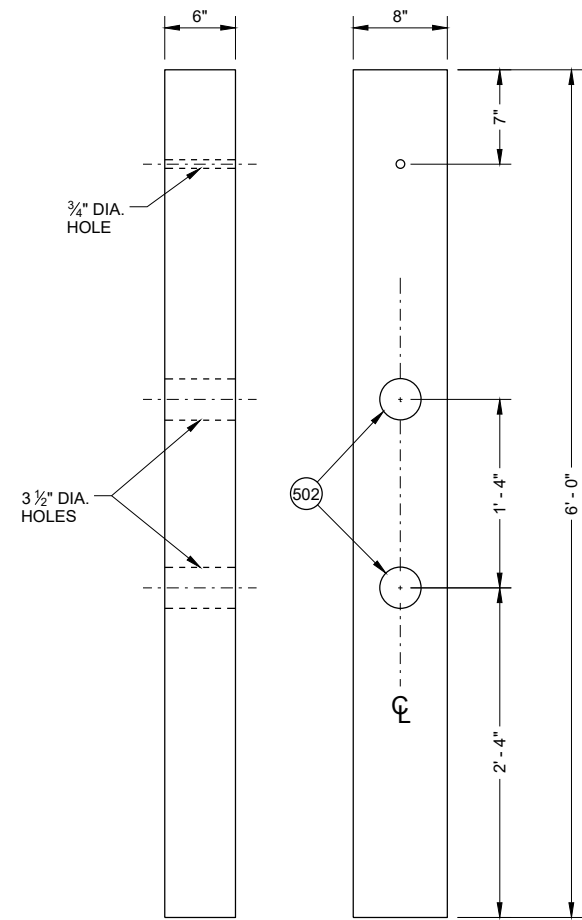 6"
8"
7"
¾" DIA.
HOLE
3 ½" DIA.
HOLES
502
1' - 4"
6' - 0"
℄
2' - 4"